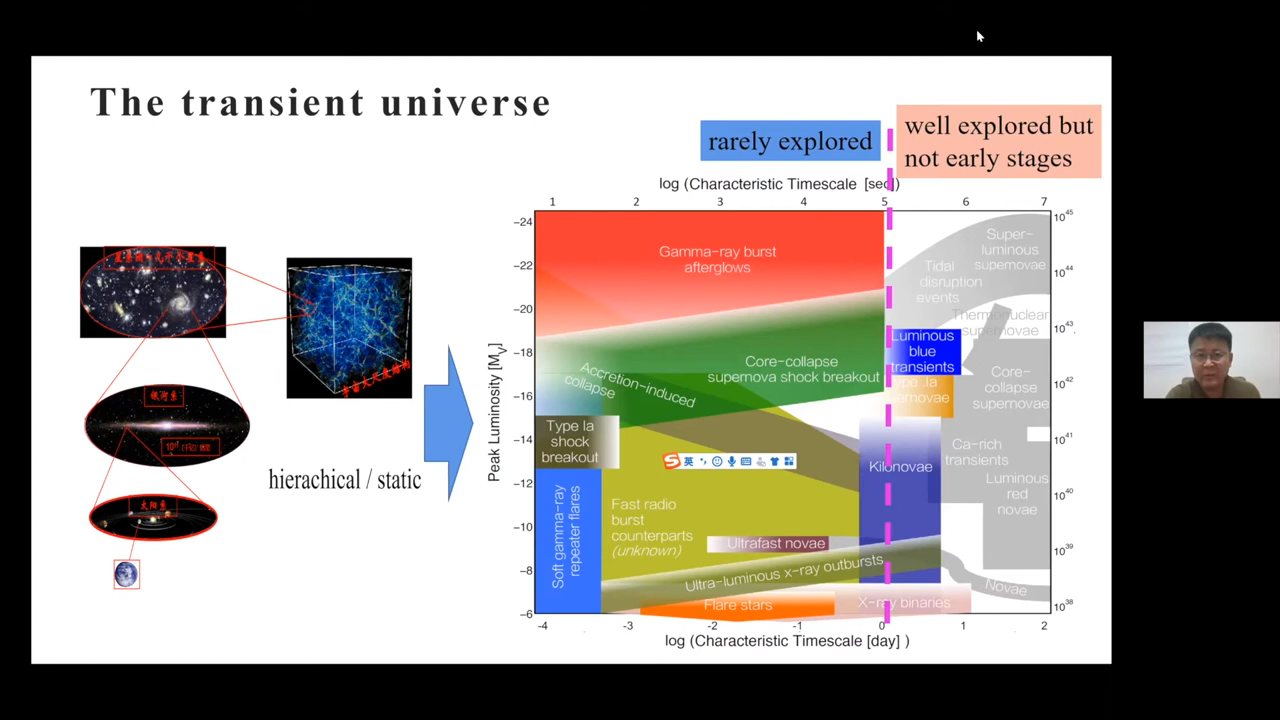 The transient universe
rarely explored
well explored but
not early stages
log (Characteristic Timescale [sec])
1 2 3 4 5 6 7
-24
-22
-20
-18
-16
-14
-12
-10
-8
-6
Peak Luminosity [M_V]
10^45
10^44
10^43
10^42
10^41
10^40
10^39
10^38
Gamma-ray burst
afterglows
Super-
luminous
supernovae
Tidal
disruption
events
Thermonuclear
supernovae
Luminous
blue
transients
Core-collapse
supernova shock breakout
Accretion-induced
collapse
Core-
collapse
supernovae
Type Ia
shock
breakout
英
Kilonovae
Ca-rich
transients
Luminous
red
novae
Soft gamma-ray
repeater flares
Fast radio
burst
counterparts
(unknown)
Ultrafast novae
Ultra-luminous x-ray outbursts
Novae
Flare stars
X-ray binaries
-4 -3 -2 -1 0 1 2
log (Characteristic Timescale [day] )
银河系
太阳系
hierachical / static